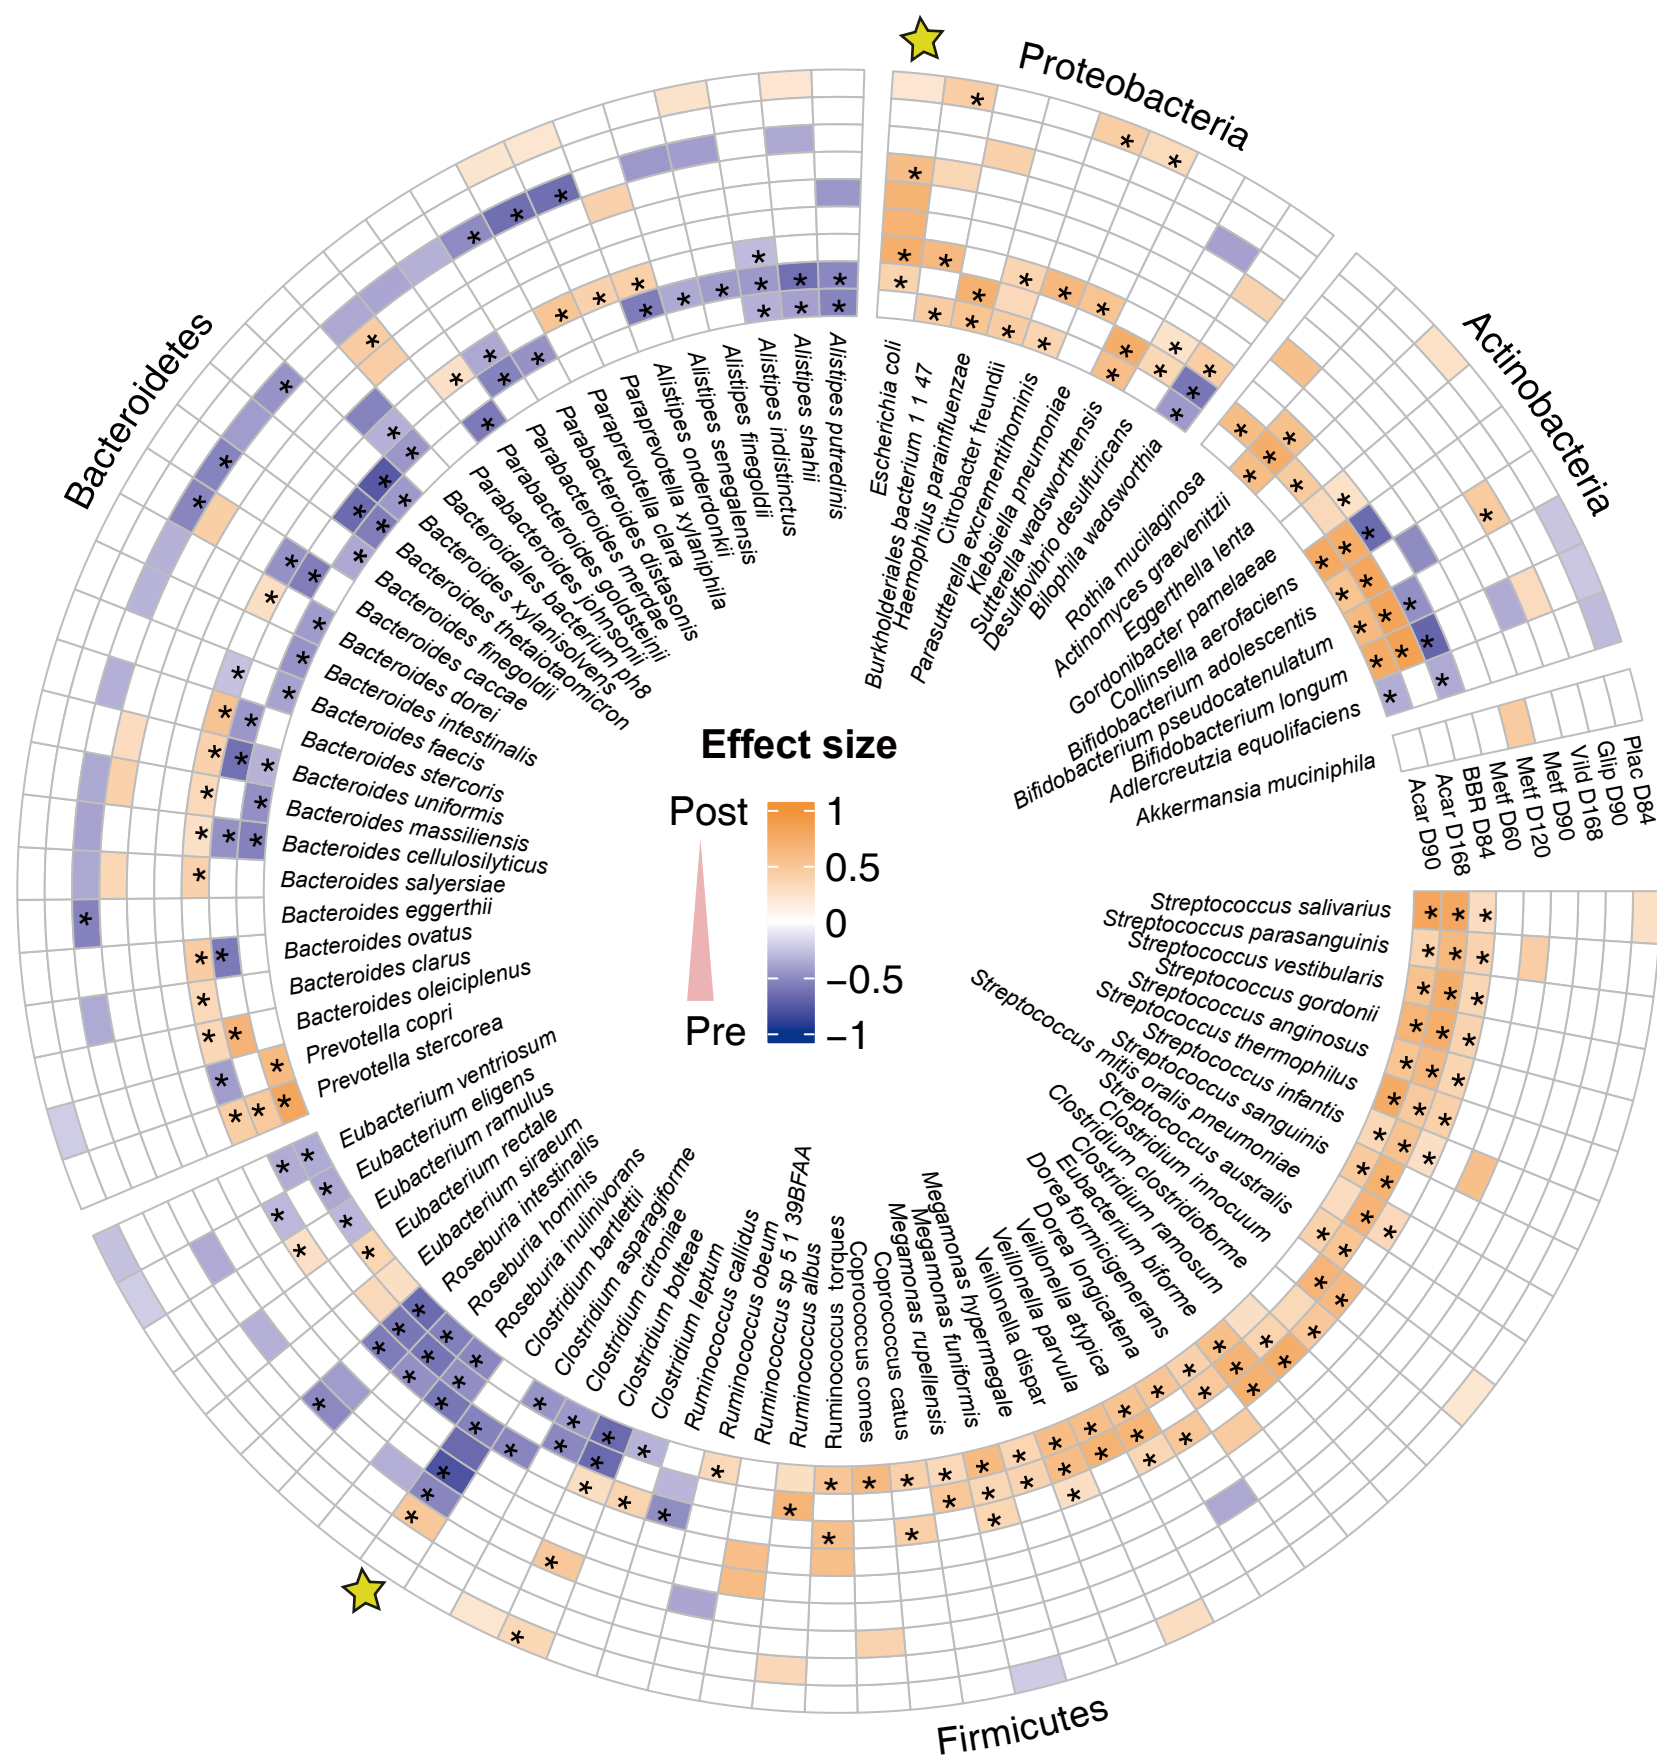 Proteobacteria
Actinobacteria
Bacteroidetes
Firmicutes
Alistipes putredinis
Alistipes shahii
Alistipes indistinctus
Alistipes finegoldii
Alistipes senegalensis
Alistipes onderdonkii
Paraprevotella xylaniphila
Paraprevotella clara
Parabacteroides distasonis
Parabacteroides merdae
Parabacteroides goldsteinii
Parabacteroides johnsonii
Bacteroidales bacterium ph8
Bacteroides xylanisolvens
Bacteroides thetaiotaomicron
Bacteroides finegoldii
Bacteroides caccae
Bacteroides dorei
Bacteroides intestinalis
Bacteroides faecis
Bacteroides stercoris
Bacteroides uniformis
Bacteroides massiliensis
Bacteroides cellulosilyticus
Bacteroides salyersiae
Bacteroides eggerthii
Bacteroides ovatus
Bacteroides clarus
Bacteroides oleiciplenus
Prevotella copri
Prevotella stercorea
Escherichia coli
Burkholderiales bacterium 1 1 47
Haemophilus parainfluenzae
Citrobacter freundii
Parasutterella excrementihominis
Klebsiella pneumoniae
Sutterella wadsworthensis
Desulfovibrio desulfuricans
Bilophila wadsworthia
Rothia mucilaginosa
Actinomyces graevenitzii
Eggerthella lenta
Gordonibacter pamelaeae
Collinsella aerofaciens
Bifidobacterium adolescentis
Bifidobacterium pseudocatenulatum
Bifidobacterium longum
Adlercreutzia equolifaciens
Akkermansia muciniphila
Acar D90
Acar D168
BBR D84
Metf D60
Metf D120
Metf D90
Vild D168
Glip D90
Plac D84
Effect size
Post
Pre
1
0.5
0
−0.5
−1
Streptococcus salivarius
Streptococcus parasanguinis
Streptococcus vestibularis
Streptococcus gordonii
Streptococcus anginosus
Streptococcus thermophilus
Streptococcus infantis
Streptococcus sanguinis
Streptococcus mitis oralis pneumoniae
Streptococcus australis
Clostridium innocuum
Clostridium clostridioforme
Clostridium ramosum
Eubacterium biforme
Dorea formicigenerans
Dorea longicatena
Veillonella atypica
Veillonella parvula
Veillonella dispar
Megamonas hypermegale
Megamonas funiformis
Megamonas rupellensis
Coprococcus catus
Coprococcus comes
Ruminococcus torques
Ruminococcus albus
Ruminococcus sp 5 1 39BFAA
Ruminococcus obeum
Ruminococcus callidus
Clostridium leptum
Clostridium bolteae
Clostridium citroniae
Clostridium asparagiforme
Clostridium bartlettii
Roseburia inulinivorans
Roseburia hominis
Roseburia intestinalis
Eubacterium siraeum
Eubacterium rectale
Eubacterium ramulus
Eubacterium eligens
Eubacterium ventriosum